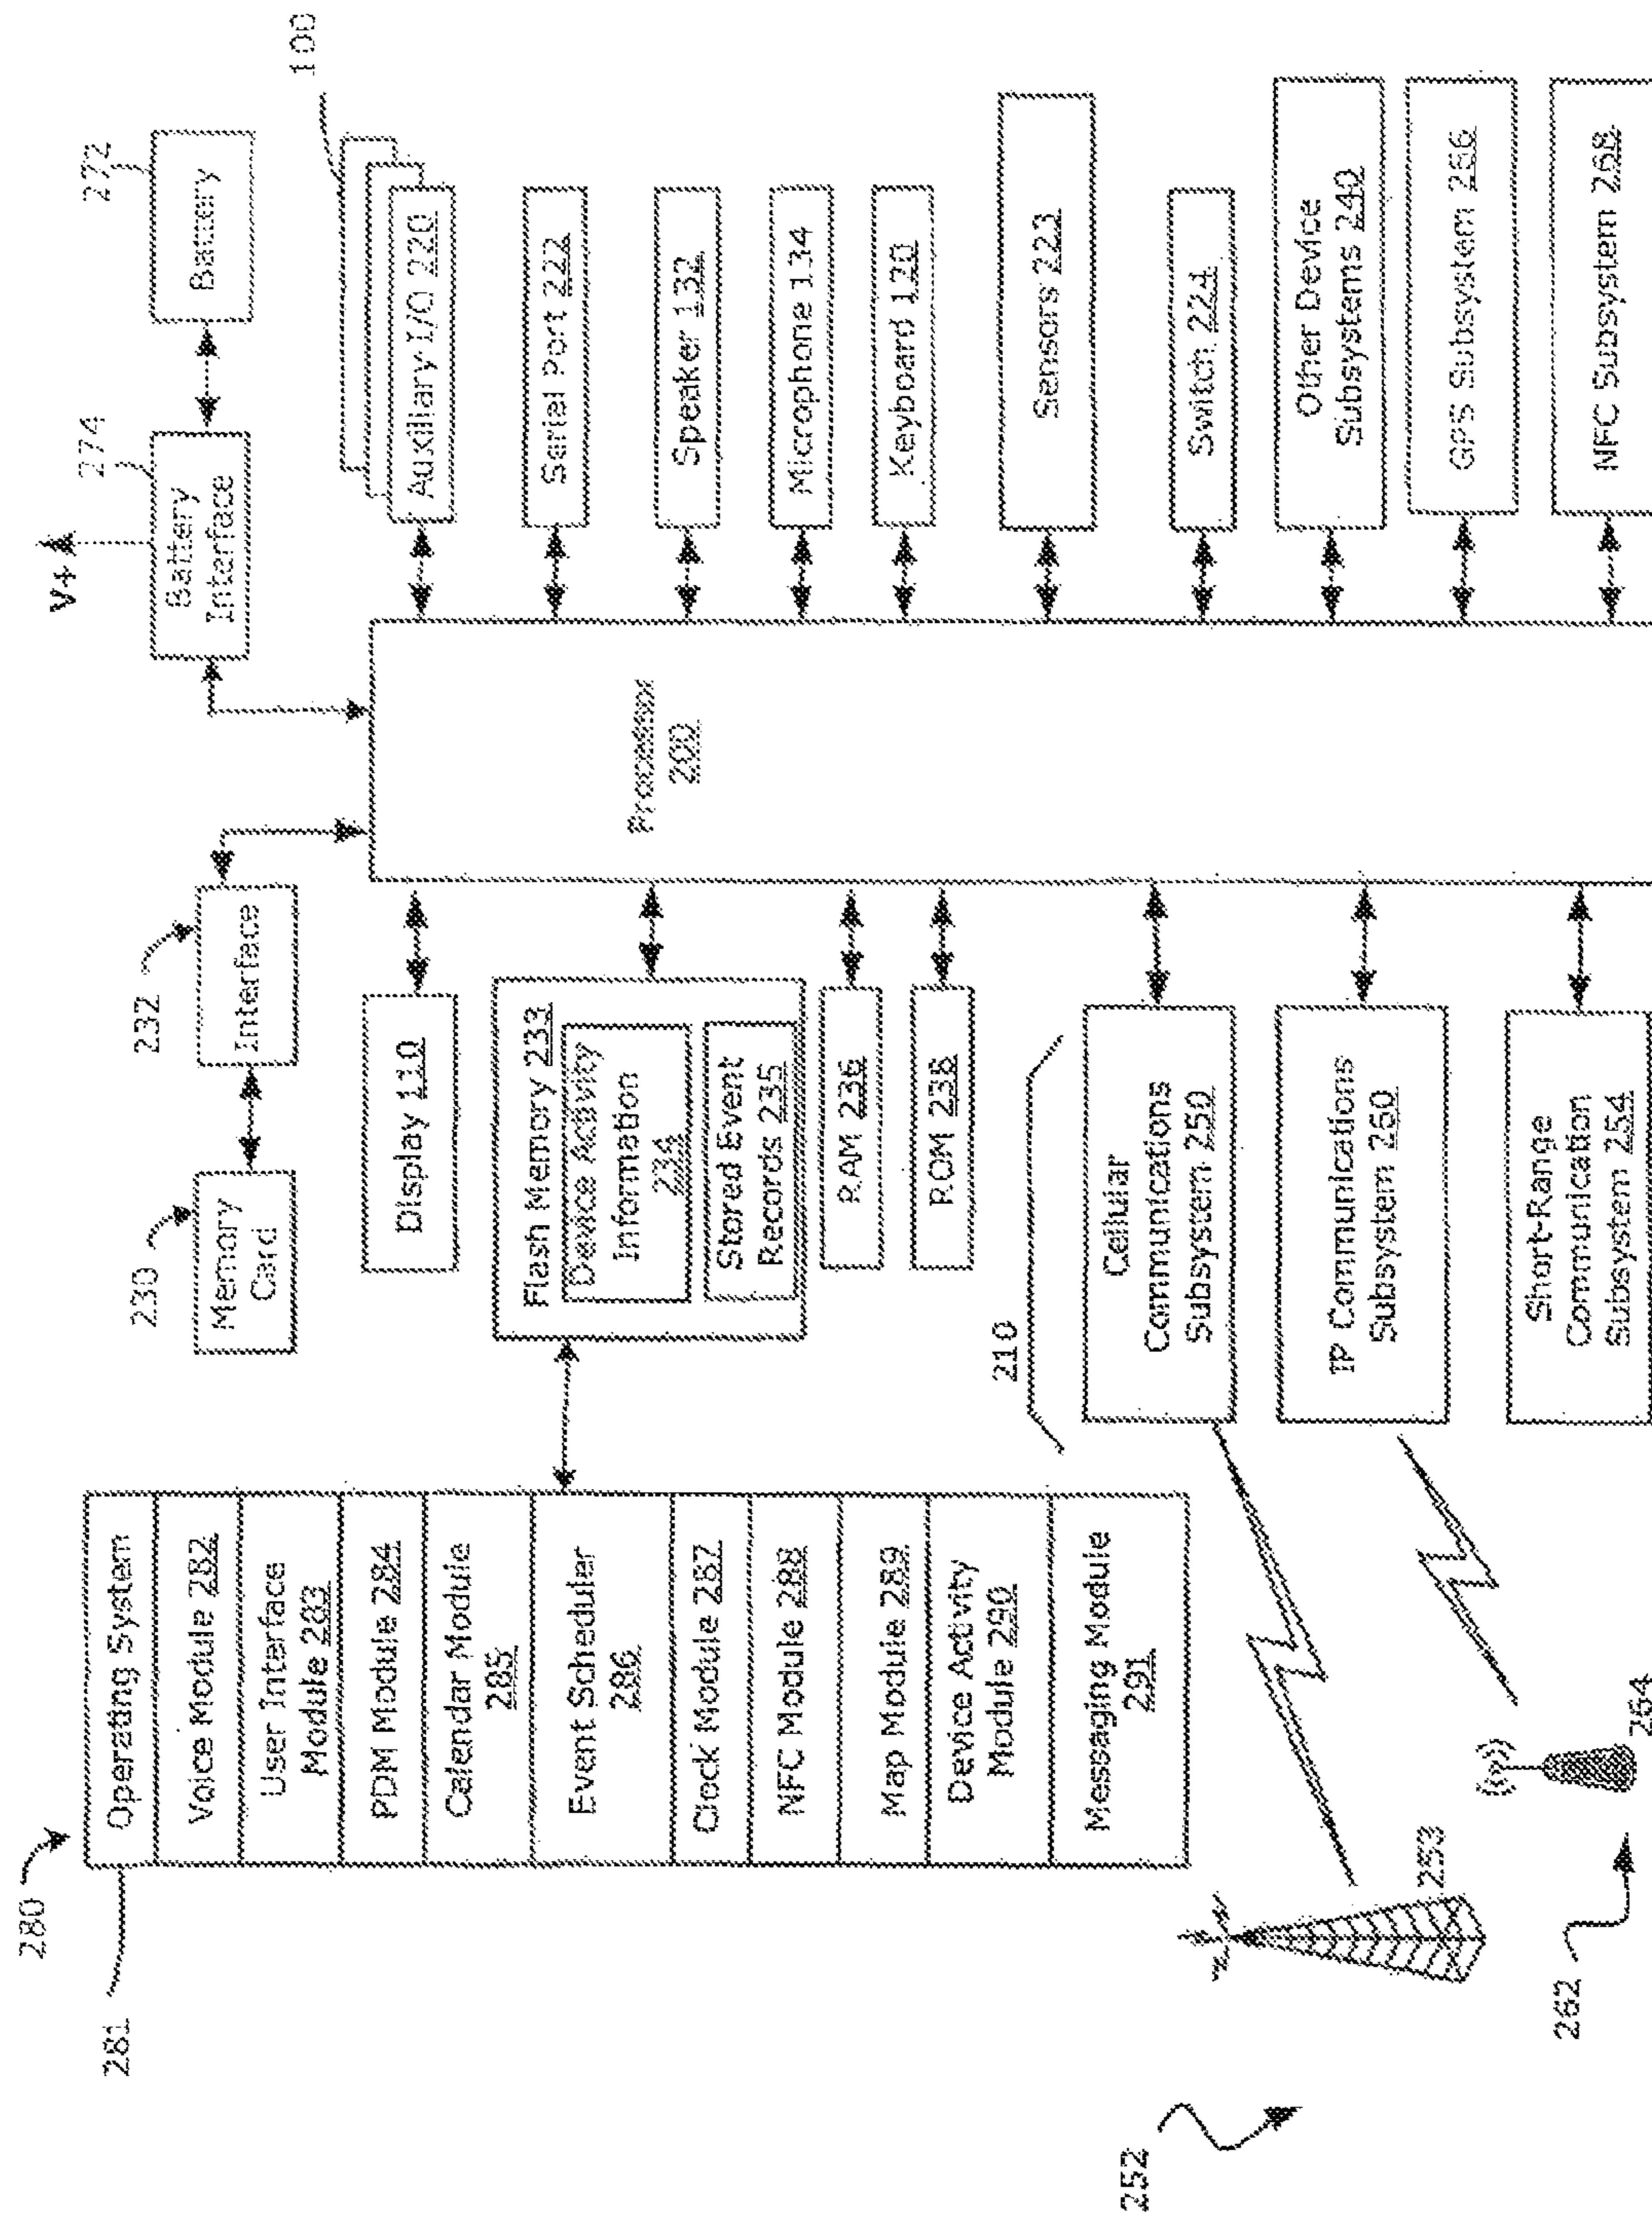 280
281
Operating System
Voice Module 282
User Interface
Module 283
PDM Module 284
Calendar Module
285
Event Scheduler
286
Clock Module 287
NFC Module 288
Map Module 289
Device Activity
Module 290
Messaging Module
291
230
Memory
Card
232
Interface
V+
274
Battery
Interface
272
Battery
100
Display 110
Flash Memory 233
Device Activity
Information
234
Stored Event
Records 235
RAM 236
ROM 238
210
Cellular
Communications
Subsystem 250
IP Communications
Subsystem 260
Short-Range
Communication
Subsystem 254
Processor
200
Auxiliary I/O 220
Serial Port 222
Speaker 132
Microphone 134
Keyboard 120
Sensors 223
Switch 224
Other Device
Subsystems 240
GPS Subsystem 266
NFC Subsystem 268
252
253
262
264